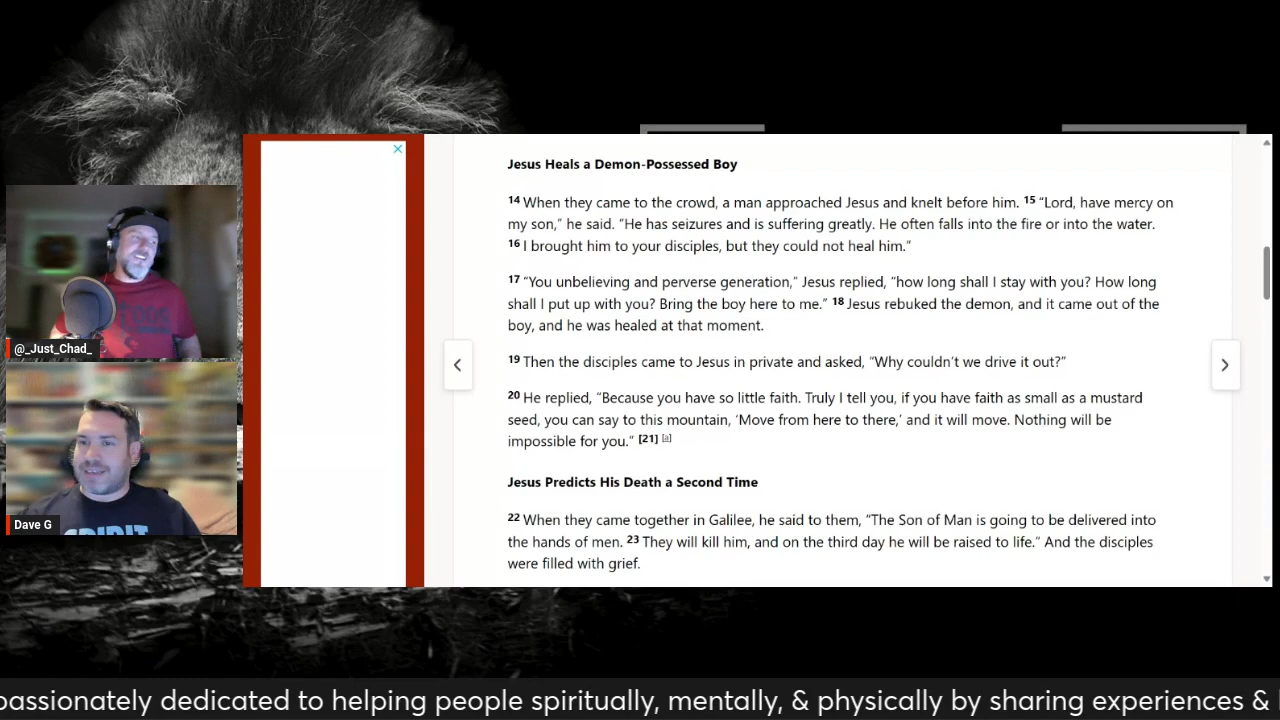 Jesus Heals a Demon-Possessed Boy
14 When they came to the crowd, a man approached Jesus and knelt before him. 15 “Lord, have mercy on
my son,” he said. “He has seizures and is suffering greatly. He often falls into the fire or into the water.
16 I brought him to your disciples, but they could not heal him.”
17 “You unbelieving and perverse generation,” Jesus replied, “how long shall I stay with you? How long
shall I put up with you? Bring the boy here to me.” 18 Jesus rebuked the demon, and it came out of the
boy, and he was healed at that moment.
19 Then the disciples came to Jesus in private and asked, “Why couldn’t we drive it out?”
20 He replied, “Because you have so little faith. Truly I tell you, if you have faith as small as a mustard
seed, you can say to this mountain, ‘Move from here to there,’ and it will move. Nothing will be
impossible for you.” [21] [a]
Jesus Predicts His Death a Second Time
22 When they came together in Galilee, he said to them, “The Son of Man is going to be delivered into
the hands of men. 23 They will kill him, and on the third day he will be raised to life.” And the disciples
were filled with grief.
@_Just_Chad_
Dave G
SPIRIT
passionately dedicated to helping people spiritually, mentally, & physically by sharing experiences &